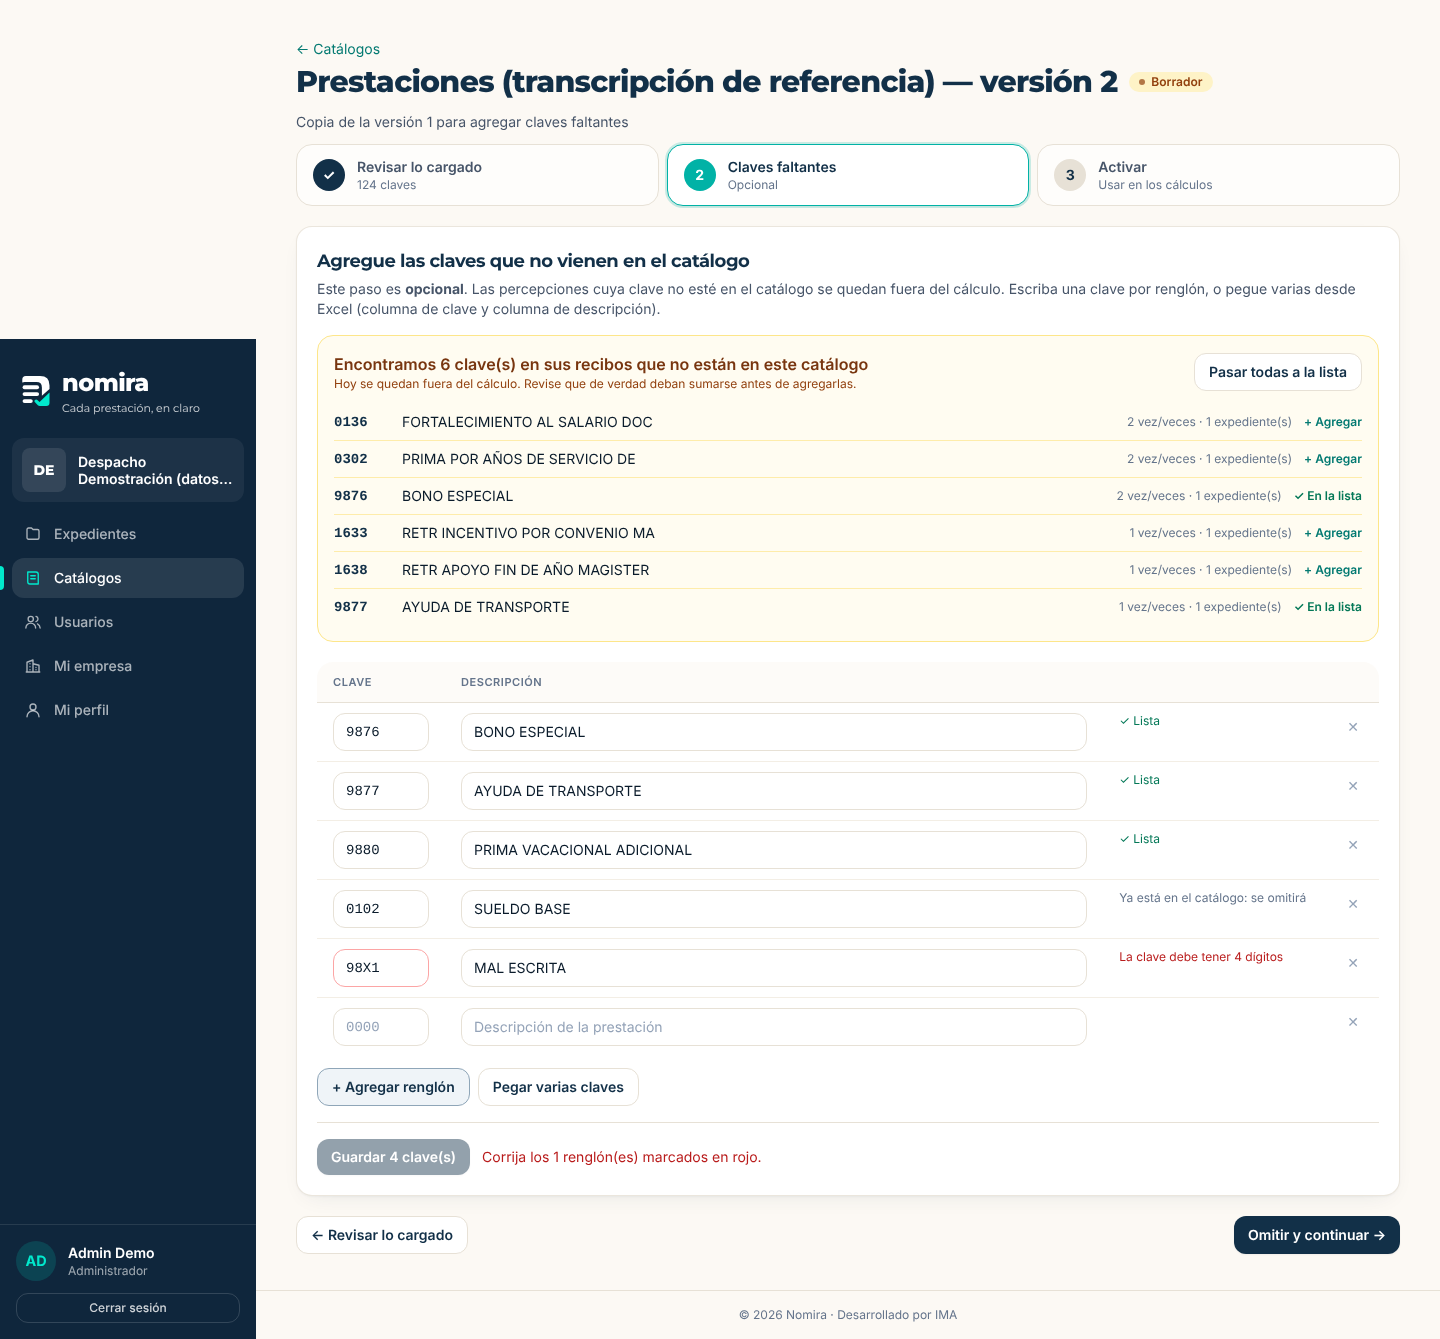 ← Catálogos
Prestaciones (transcripción de referencia) — versión 2
Borrador
Copia de la versión 1 para agregar claves faltantes
✓
Revisar lo cargado
124 claves
2
Claves faltantes
Opcional
3
Activar
Usar en los cálculos
Agregue las claves que no vienen en el catálogo
Este paso es opcional. Las percepciones cuya clave no esté en el catálogo se quedan fuera del cálculo. Escriba una clave por renglón, o pegue varias desde
Excel (columna de clave y columna de descripción).
Encontramos 6 clave(s) en sus recibos que no están en este catálogo
Hoy se quedan fuera del cálculo. Revise que de verdad deban sumarse antes de agregarlas.
Pasar todas a la lista
0136 FORTALECIMIENTO AL SALARIO DOC 2 vez/veces · 1 expediente(s) + Agregar
0302 PRIMA POR AÑOS DE SERVICIO DE 2 vez/veces · 1 expediente(s) + Agregar
9876 BONO ESPECIAL 2 vez/veces · 1 expediente(s) ✓ En la lista
1633 RETR INCENTIVO POR CONVENIO MA 1 vez/veces · 1 expediente(s) + Agregar
1638 RETR APOYO FIN DE AÑO MAGISTER 1 vez/veces · 1 expediente(s) + Agregar
9877 AYUDA DE TRANSPORTE 1 vez/veces · 1 expediente(s) ✓ En la lista
CLAVE DESCRIPCIÓN
9876 BONO ESPECIAL ✓ Lista ×
9877 AYUDA DE TRANSPORTE ✓ Lista ×
9880 PRIMA VACACIONAL ADICIONAL ✓ Lista ×
0102 SUELDO BASE Ya está en el catálogo: se omitirá ×
98X1 MAL ESCRITA La clave debe tener 4 dígitos ×
0000 Descripción de la prestación ×
+ Agregar renglón
Pegar varias claves
Guardar 4 clave(s)
Corrija los 1 renglón(es) marcados en rojo.
← Revisar lo cargado
Omitir y continuar →
© 2026 Nomira · Desarrollado por IMA
nomira
Cada prestación, en claro
DE
Despacho
Demostración (datos...
Expedientes
Catálogos
Usuarios
Mi empresa
Mi perfil
AD
Admin Demo
Administrador
Cerrar sesión